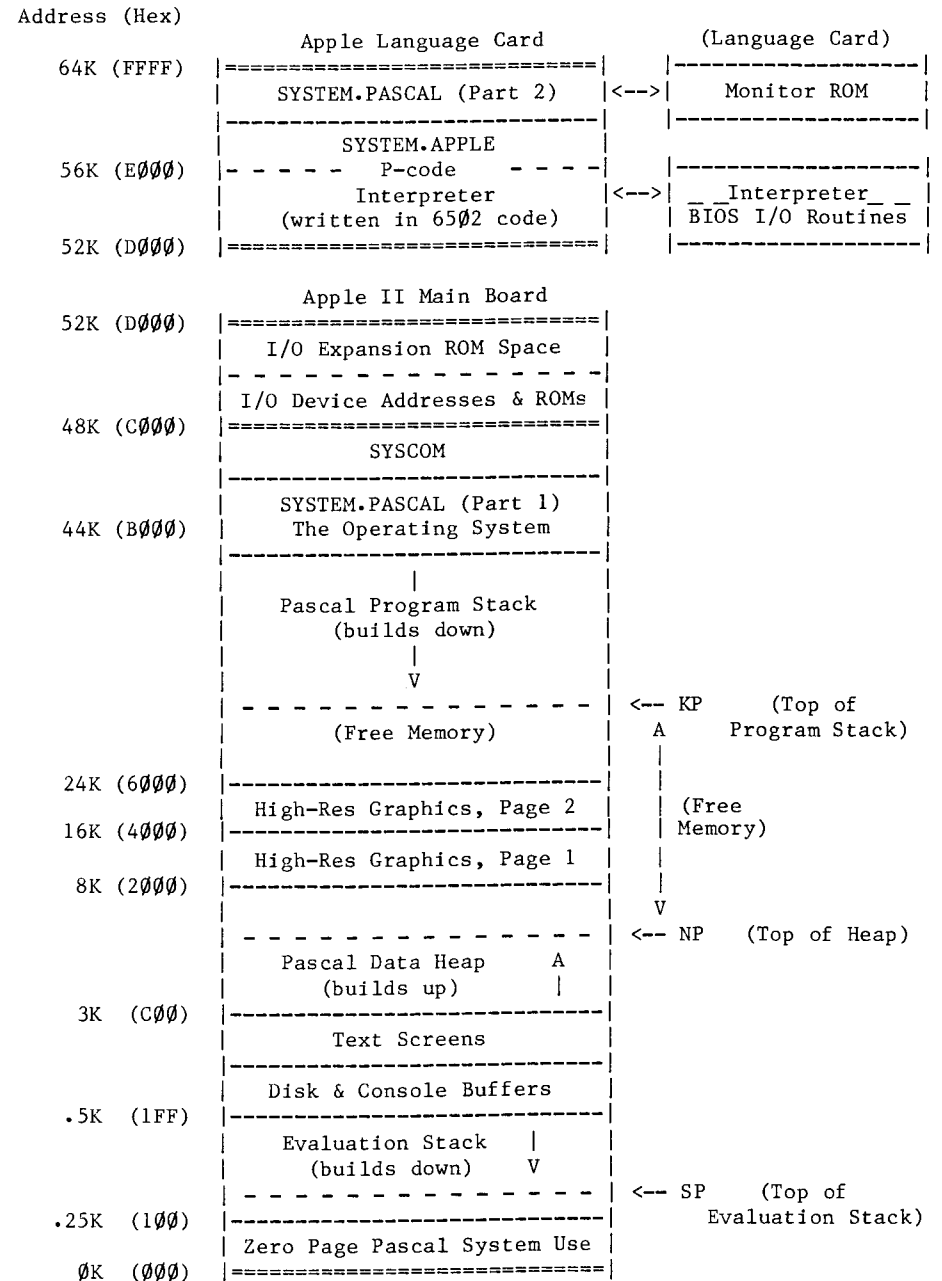 Address (Hex)
Apple Language Card (Language Card)
64K (FFFF) |=============================| |-------------------|
| SYSTEM.PASCAL (Part 2) |<-->| Monitor ROM |
|-----------------------------| |-------------------|
| SYSTEM.APPLE |
56K (EØØØ) |- - - - - P-code - - - -| |-------------------|
| Interpreter |<-->| _ _Interpreter_ _ |
| (written in 65Ø2 code) | | BIOS I/O Routines |
52K (DØØØ) |=============================| |-------------------|
Apple II Main Board
52K (DØØØ) |=============================|
| I/O Expansion ROM Space |
|- - - - - - - - - - - - - - -|
| I/O Device Addresses & ROMs |
48K (CØØØ) |=============================|
| SYSCOM |
|-----------------------------|
| SYSTEM.PASCAL (Part 1) |
44K (BØØØ) | The Operating System |
|-----------------------------|
| | |
| Pascal Program Stack |
| (builds down) |
| | |
| V |
| - - - - - - - - - - - - - - | <-- KP (Top of
| (Free Memory) | A Program Stack)
| | |
24K (6ØØØ) |-----------------------------| |
| High-Res Graphics, Page 2 | | (Free
16K (4ØØØ) |-----------------------------| | Memory)
| High-Res Graphics, Page 1 | |
8K (2ØØØ) |-----------------------------| |
| | V
| - - - - - - - - - - - - - - | <-- NP (Top of Heap)
| Pascal Data Heap A |
| (builds up) | |
3K (CØØ) |-----------------------------|
| Text Screens |
|-----------------------------|
| Disk & Console Buffers |
.5K (1FF) |-----------------------------|
| Evaluation Stack | |
| (builds down) V |
| - - - - - - - - - - - - - - | <-- SP (Top of
.25K (1ØØ) |-----------------------------| Evaluation Stack)
| Zero Page Pascal System Use |
ØK (ØØØ) |=============================|